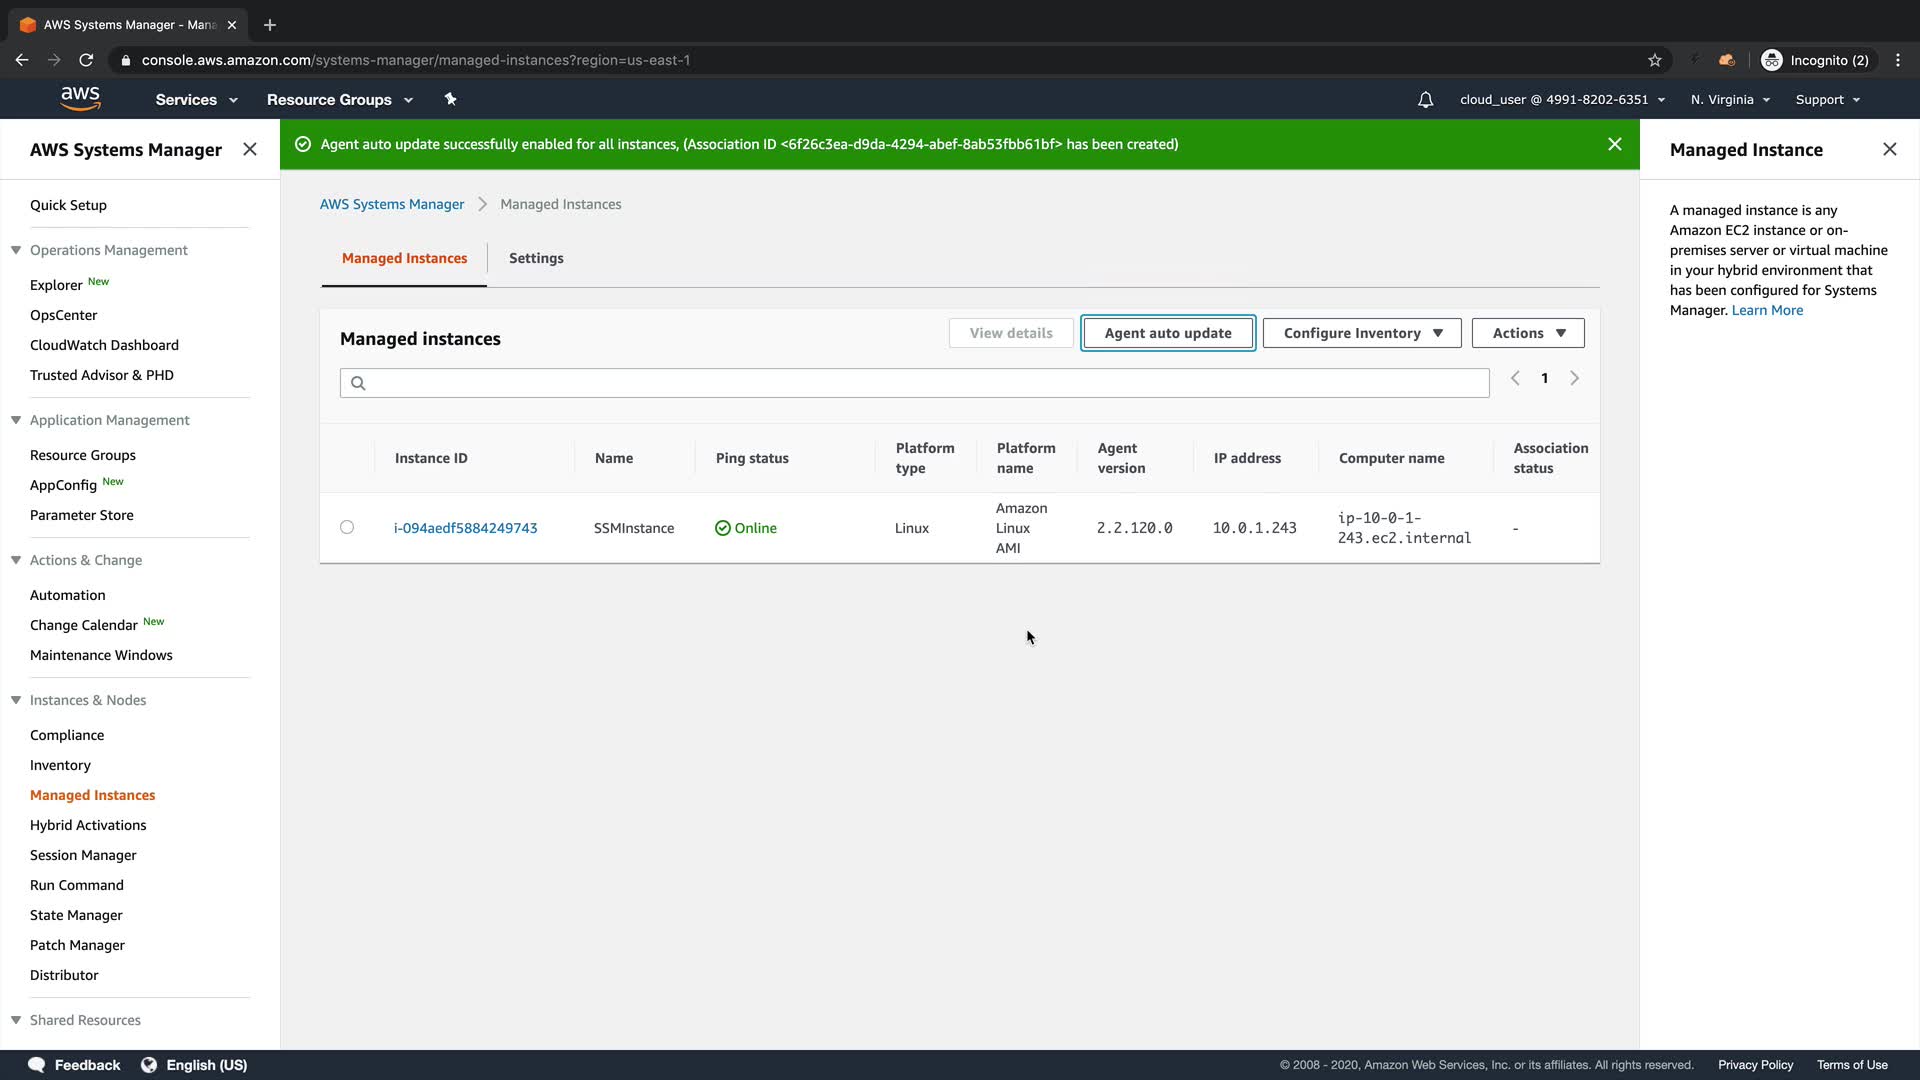 AWS Systems Manager - Mana
console.aws.amazon.com/systems-manager/managed-instances?region=us-east-1
Incognito (2)
aws
Services
Resource Groups
cloud_user @ 4991-8202-6351
N. Virginia
Support
AWS Systems Manager
Quick Setup
Operations Management
Explorer New
OpsCenter
CloudWatch Dashboard
Trusted Advisor & PHD
Application Management
Resource Groups
AppConfig New
Parameter Store
Actions & Change
Automation
Change Calendar New
Maintenance Windows
Instances & Nodes
Compliance
Inventory
Managed Instances
Hybrid Activations
Session Manager
Run Command
State Manager
Patch Manager
Distributor
Shared Resources
Agent auto update successfully enabled for all instances, (Association ID <6f26c3ea-d9da-4294-abef-8ab53fbb61bf> has been created)
AWS Systems Manager
Managed Instances
Managed Instances
Settings
Managed instances
View details
Agent auto update
Configure Inventory
Actions
1
Instance ID
Name
Ping status
Platform
type
Platform
name
Agent
version
IP address
Computer name
Association
status
i-094aedf5884249743
SSMInstance
Online
Linux
Amazon
Linux
AMI
2.2.120.0
10.0.1.243
ip-10-0-1-
243.ec2.internal
-
Managed Instance
A managed instance is any
Amazon EC2 instance or on-
premises server or virtual machine
in your hybrid environment that
has been configured for Systems
Manager. Learn More
Feedback
English (US)
© 2008 - 2020, Amazon Web Services, Inc. or its affiliates. All rights reserved.
Privacy Policy
Terms of Use